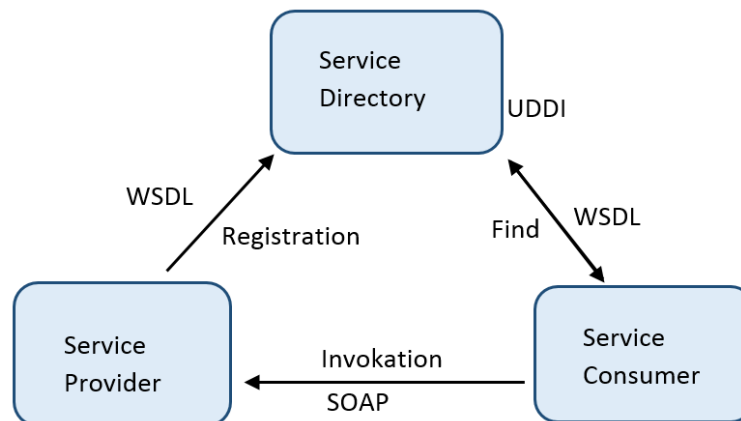 Service
Directory
UDDI
WSDL
Registration
Find
WSDL
Service
Provider
Invokation
SOAP
Service
Consumer